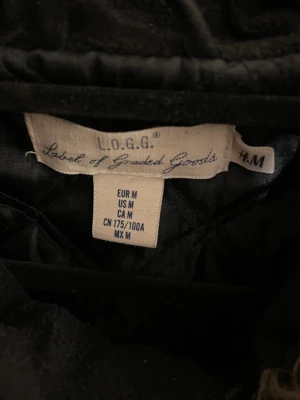 L.O.G.G.®
Label of Graded Goods
H&M
EUR M
US M
CA M
CN 175/100A
MX M